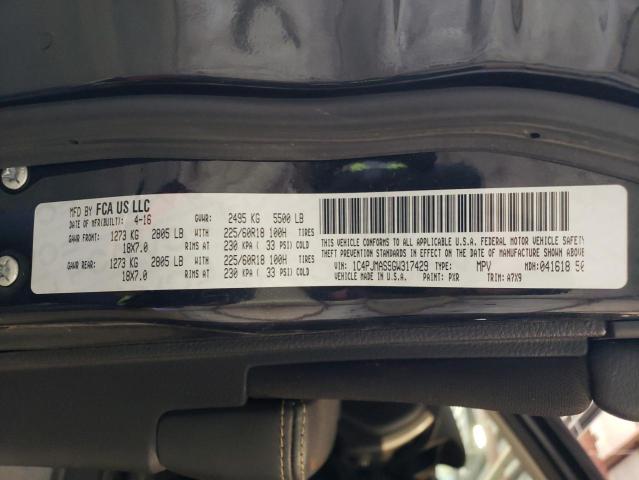 MFD BY FCA US LLC
DATE OF MFR(BUILT): 4-16 GVWR: 2495 KG 5500 LB
GAWR FRONT: 1273 KG 2805 LB WITH 225/60R18 100H TIRES
18X7.0 RIMS AT 230 KPA ( 33 PSI) COLD
GAWR REAR: 1273 KG 2805 LB WITH 225/60R18 100H TIRES
18X7.0 RIMS AT 230 KPA ( 33 PSI) COLD
THIS VEHICLE CONFORMS TO ALL APPLICABLE U.S.A. FEDERAL MOTOR VEHICLE SAFETY
THEFT PREVENTION STANDARDS IN EFFECT ON THE DATE OF MANUFACTURE SHOWN ABOVE
VIN: 1C4PJMAS9GW317429 TYPE: MPV MDH: 041618 50
VEHICLE MADE IN U.S.A. PAINT: PXR TRIM: A7X9